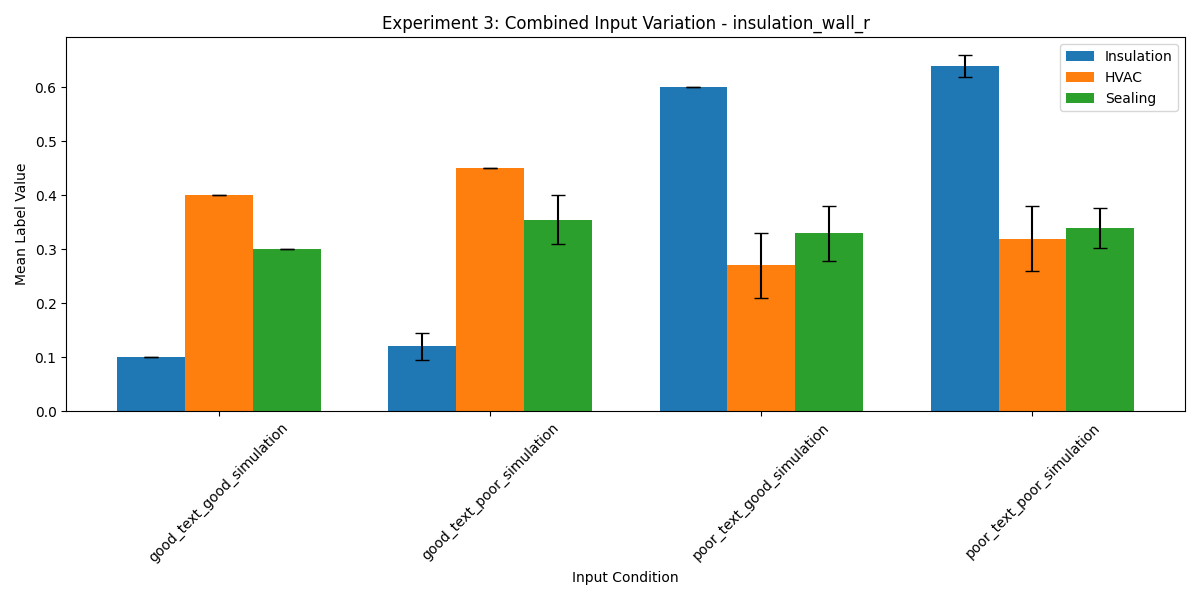 Experiment 3: Combined Input Variation - insulation_wall_r
Insulation
HVAC
Sealing
Mean Label Value
0.6
0.5
0.4
0.3
0.2
0.1
0.0
good_text_good_simulation
good_text_poor_simulation
poor_text_good_simulation
poor_text_poor_simulation
Input Condition